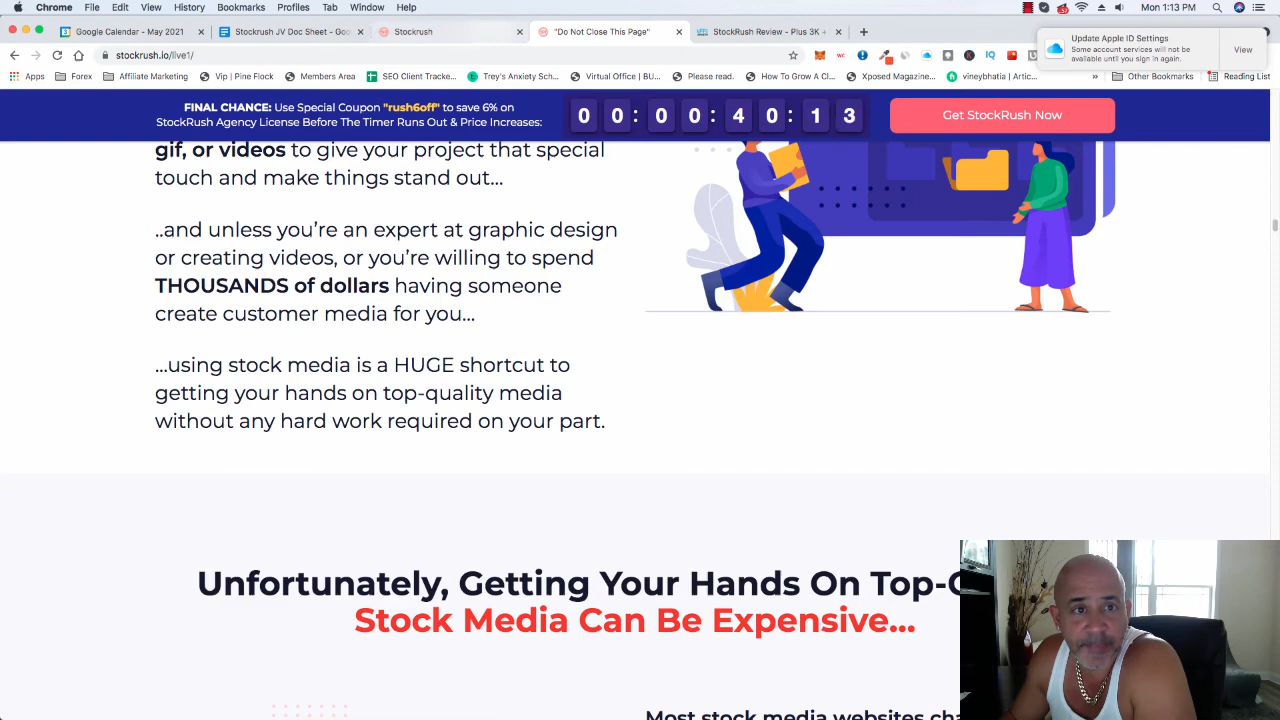 Chrome File Edit View History Bookmarks Profiles Tab Window Help Mon 1:13 PM
Google Calendar - May 2021 Stockrush JV Doc Sheet - Goo Stockrush "Do Not Close This Page" StockRush Review - Plus 3K +
stockrush.io/live1/
Apps Forex Affiliate Marketing Vip | Pine Flock Members Area SEO Client Tracke... Trey's Anxiety Sch... Virtual Office | BU... Please read. How To Grow A Cl... Xposed Magazine... vineybhatia | Artic... » Other Bookmarks Reading List
Update Apple ID Settings
Some account services will not be
available until you sign in again.
View
FINAL CHANCE: Use Special Coupon "rush6off" to save 6% on
StockRush Agency License Before The Timer Runs Out & Price Increases:
0 0 : 0 0 : 4 0 : 1 3
Get StockRush Now
gif, or videos to give your project that special
touch and make things stand out...
..and unless you're an expert at graphic design
or creating videos, or you're willing to spend
THOUSANDS of dollars having someone
create customer media for you...
...using stock media is a HUGE shortcut to
getting your hands on top-quality media
without any hard work required on your part.
Unfortunately, Getting Your Hands On Top-
Stock Media Can Be Expensive...
Most stock media websites cha